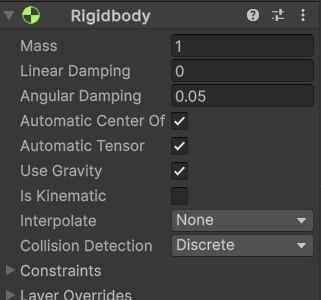 Rigidbody
Mass 1
Linear Damping 0
Angular Damping 0.05
Automatic Center Of
Automatic Tensor
Use Gravity
Is Kinematic
Interpolate None
Collision Detection Discrete
Constraints
Layer Overrides